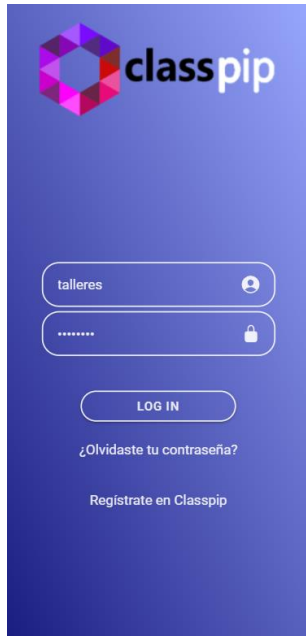 classpip
talleres
••••••••
LOG IN
¿Olvidaste tu contraseña?
Regístrate en Classpip